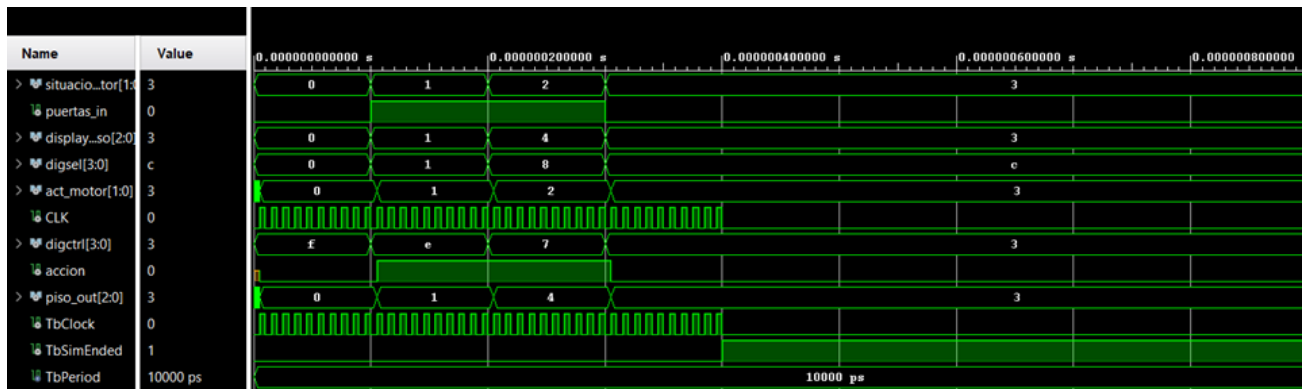 Name Value
0.000000000000 s 0.000000200000 s 0.000000400000 s 0.000000600000 s 0.000000800000
situacio...tor[1:0 3 0 1 2 3
puertas_in 0
display...so[2:0] 3 0 1 4 3
digsel[3:0] c 0 1 8 c
act_motor[1:0] 3 0 1 2 3
CLK 0
digctrl[3:0] 3 f e 7 3
accion 0
piso_out[2:0] 3 0 1 4 3
TbClock 0
TbSimEnded 1
TbPeriod 10000 ps 10000 ps